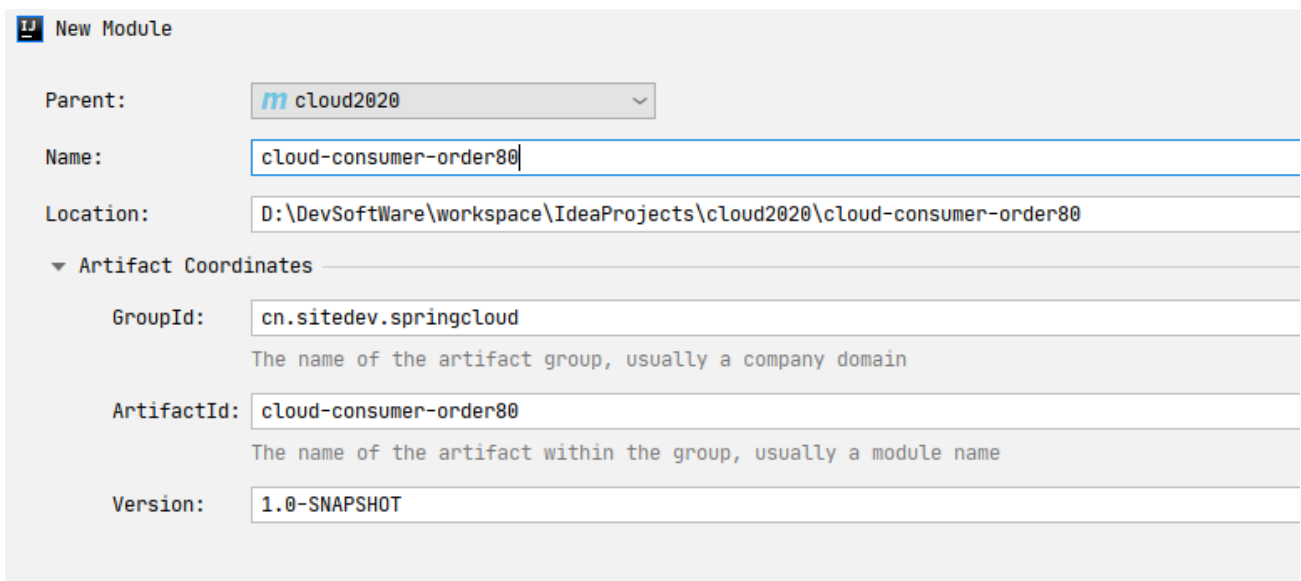 New Module
Parent: m cloud2020
Name: cloud-consumer-order80
Location: D:\DevSoftWare\workspace\IdeaProjects\cloud2020\cloud-consumer-order80
Artifact Coordinates
GroupId: cn.sitedev.springcloud
The name of the artifact group, usually a company domain
ArtifactId: cloud-consumer-order80
The name of the artifact within the group, usually a module name
Version: 1.0-SNAPSHOT